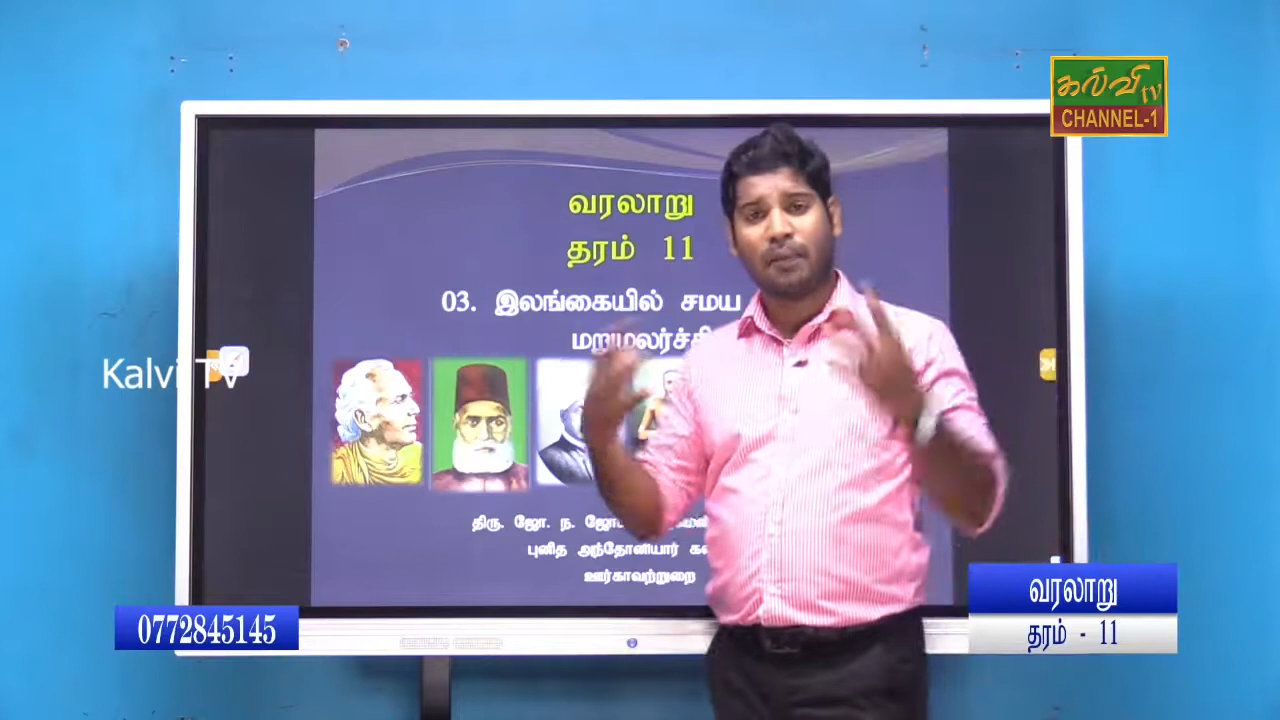 கல்வி TV
CHANNEL-1
வரலாறு
தரம் 11
03. இலங்கையில் சமய
Kalvi TV
திரு. ஜோ. ந.
புனித அந்தோனியார்
ஊர்காவற்றுறை
0772845145
வரலாறு
தரம் - 11